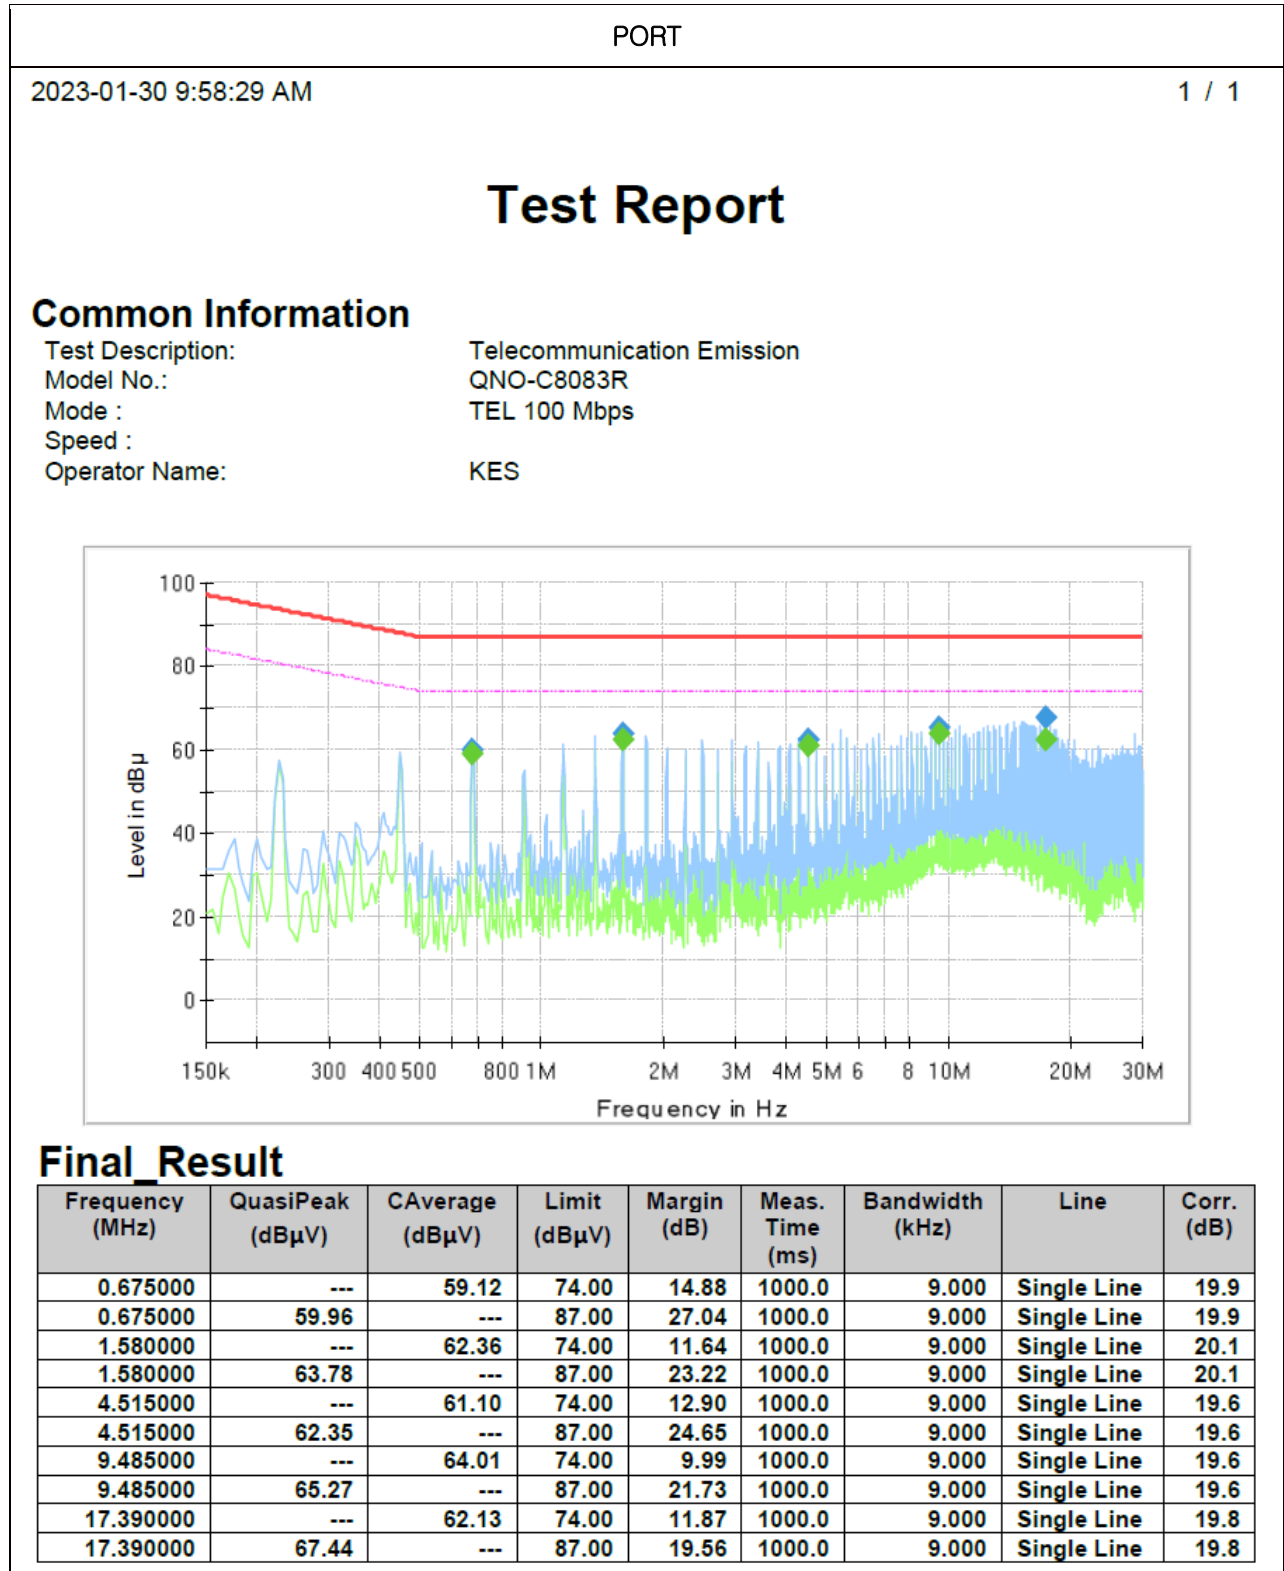 PORT
2023-01-30 9:58:29 AM 1 / 1
Test Report
Common Information
Test Description: Telecommunication Emission
Model No.: QNO-C8083R
Mode : TEL 100 Mbps
Speed :
Operator Name: KES
100
80
60
40
20
0
Level in dBµ
150k 300 400 500 800 1M 2M 3M 4M 5M 6 8 10M 20M 30M
Frequency in Hz
Final_Result
Frequency (MHz) QuasiPeak (dBµV) CAverage (dBµV) Limit (dBµV) Margin (dB) Meas. Time (ms) Bandwidth (kHz) Line Corr. (dB)
0.675000 --- 59.12 74.00 14.88 1000.0 9.000 Single Line 19.9
0.675000 59.96 --- 87.00 27.04 1000.0 9.000 Single Line 19.9
1.580000 --- 62.36 74.00 11.64 1000.0 9.000 Single Line 20.1
1.580000 63.78 --- 87.00 23.22 1000.0 9.000 Single Line 20.1
4.515000 --- 61.10 74.00 12.90 1000.0 9.000 Single Line 19.6
4.515000 62.35 --- 87.00 24.65 1000.0 9.000 Single Line 19.6
9.485000 --- 64.01 74.00 9.99 1000.0 9.000 Single Line 19.6
9.485000 65.27 --- 87.00 21.73 1000.0 9.000 Single Line 19.6
17.390000 --- 62.13 74.00 11.87 1000.0 9.000 Single Line 19.8
17.390000 67.44 --- 87.00 19.56 1000.0 9.000 Single Line 19.8